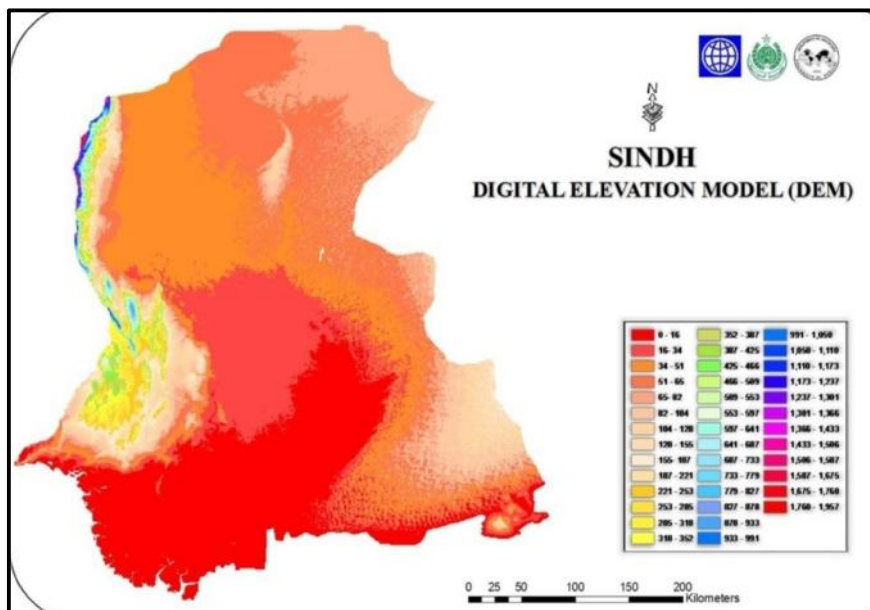 N
SINDH
DIGITAL ELEVATION MODEL (DEM)
0 - 16
16- 34
34 - 51
51 - 65
65 - 82
82 - 104
104 - 128
128 - 155
155 - 187
187 - 221
221 - 253
253 - 285
285 - 318
318 - 352
352 - 387
387 - 425
425 - 466
466 - 509
509 - 553
553 - 597
597 - 641
641 - 687
687 - 733
733 - 779
779 - 827
827 - 878
878 - 933
933 - 991
991 - 1,050
1,050 - 1,110
1,110 - 1,173
1,173 - 1,237
1,237 - 1,301
1,301 - 1,366
1,366 - 1,433
1,433 - 1,506
1,506 - 1,587
1,587 - 1,675
1,675 - 1,760
1,760 - 1,957
0 25 50 100 150 200
Kilometers